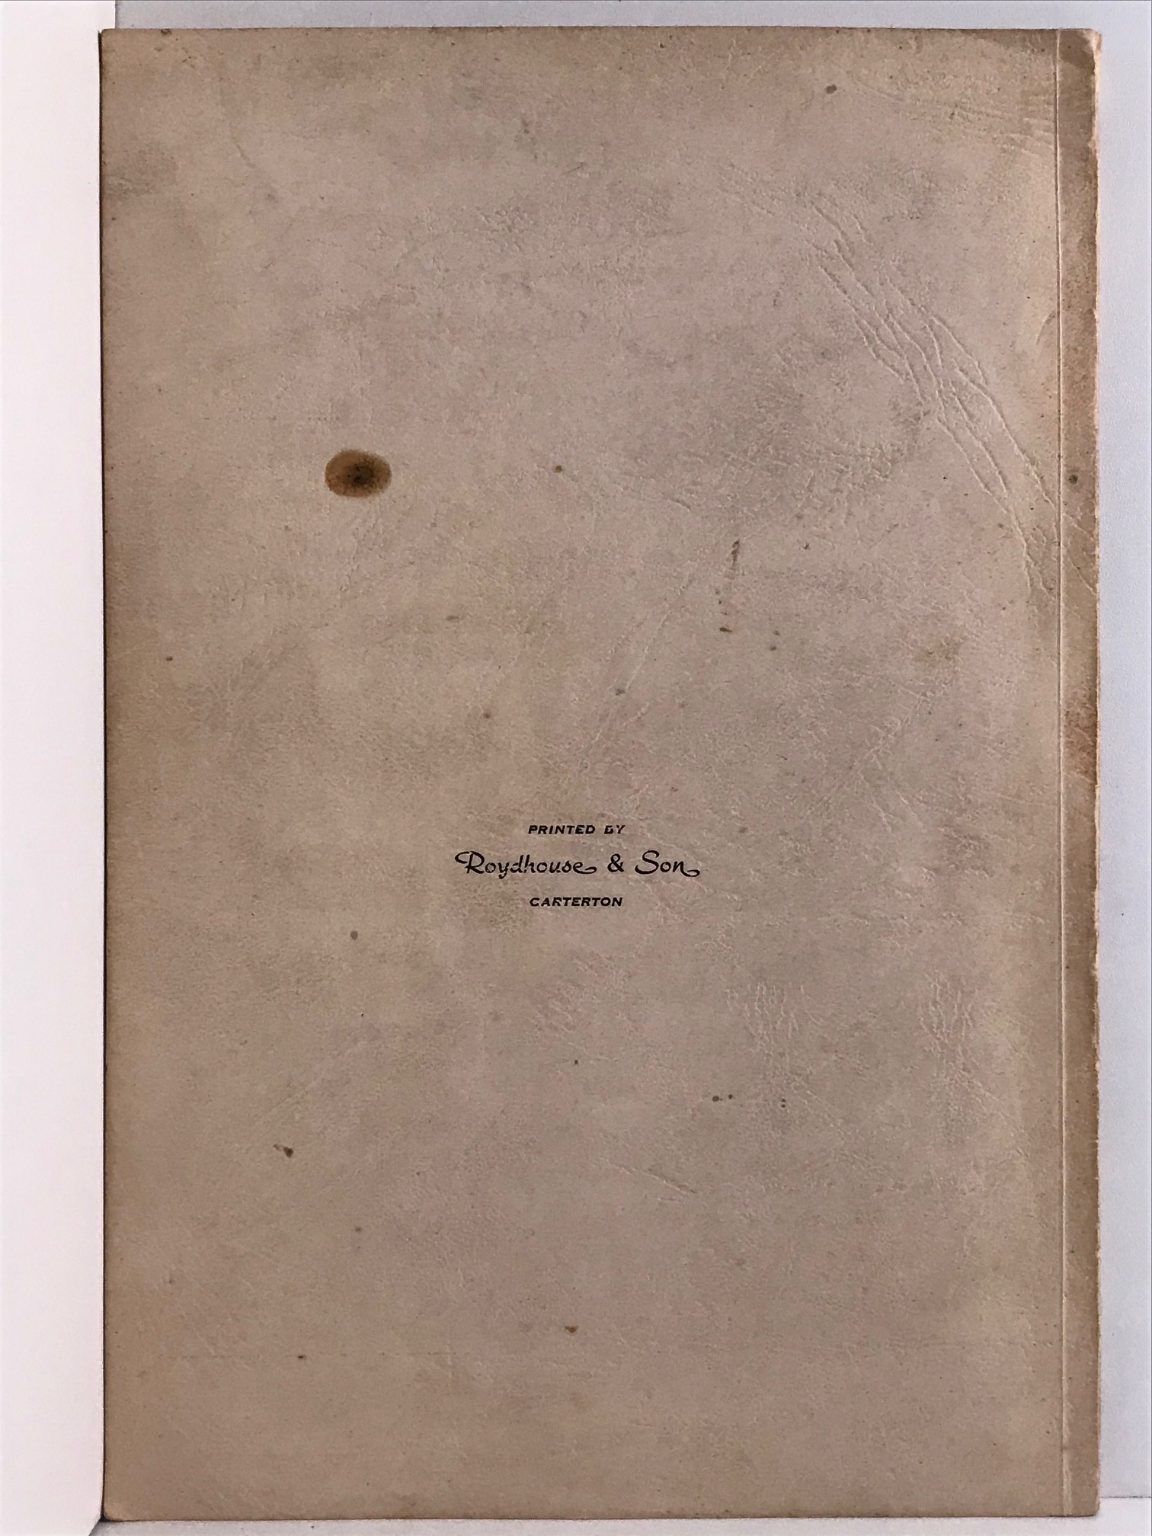 PRINTED BY
Roydhouse & Son
CARTERTON